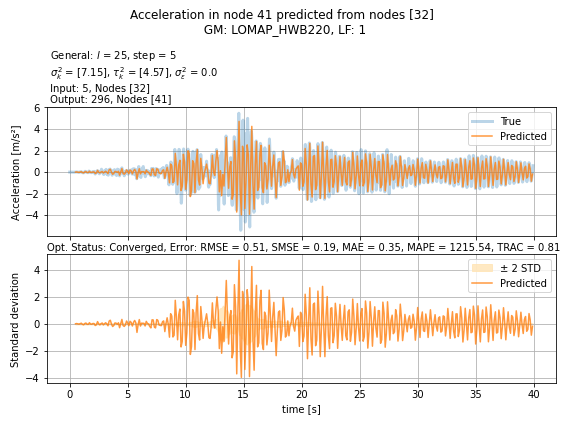 Acceleration in node 41 predicted from nodes [32]
GM: LOMAP_HWB220, LF: 1
General: l = 25, step = 5
σ²ₖ = [7.15], τ²ₖ = [4.57], σ²ₑ = 0.0
Input: 5, Nodes [32]
Output: 296, Nodes [41]
Acceleration [m/s²]
6
4
2
0
−2
−4
True
Predicted
Opt. Status: Converged, Error: RMSE = 0.51, SMSE = 0.19, MAE = 0.35, MAPE = 1215.54, TRAC = 0.81
Standard deviation
4
2
0
−2
−4
± 2 STD
Predicted
0 5 10 15 20 25 30 35 40
time [s]